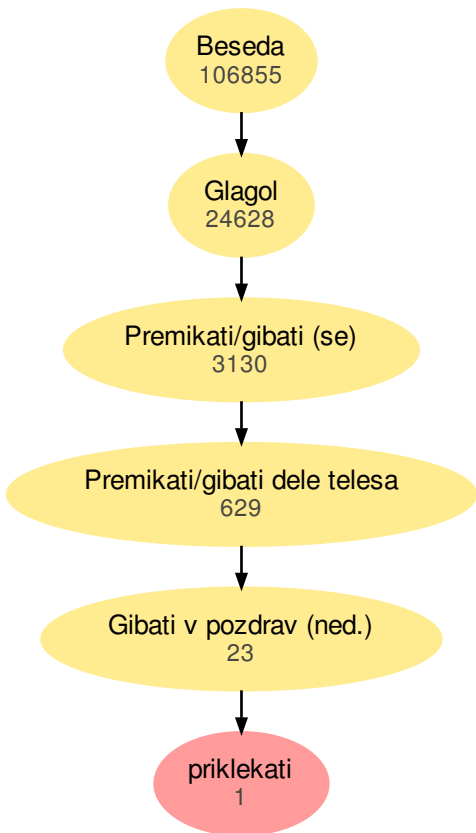 Beseda
106855
Glagol
24628
Premikati/gibati (se)
3130
Premikati/gibati dele telesa
629
Gibati v pozdrav (ned.)
23
priklekati
1